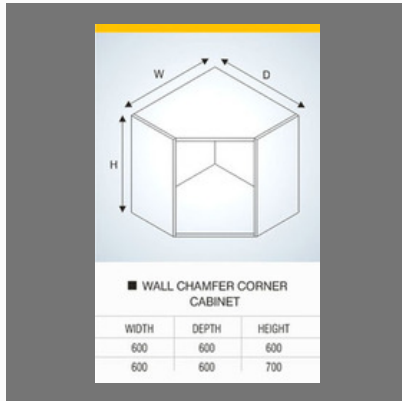 W
D
H
■ WALL CHAMFER CORNER
CABINET
WIDTH DEPTH HEIGHT
600 600 600
600 600 700